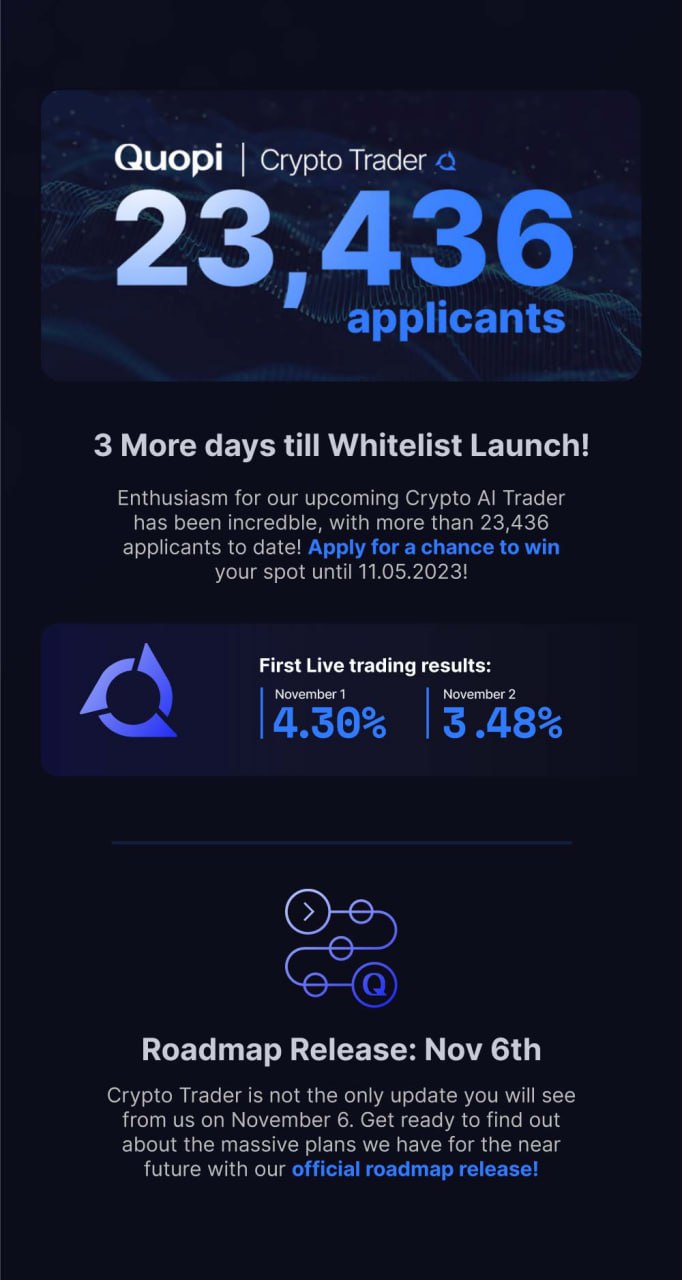 Quopi | Crypto Trader
23,436
applicants
3 More days till Whitelist Launch!
Enthusiasm for our upcoming Crypto AI Trader
has been incredble, with more than 23,436
applicants to date! Apply for a chance to win
your spot until 11.05.2023!
First Live trading results:
November 1
4.30%
November 2
3.48%
Q
Roadmap Release: Nov 6th
Crypto Trader is not the only update you will see
from us on November 6. Get ready to find out
about the massive plans we have for the near
future with our official roadmap release!